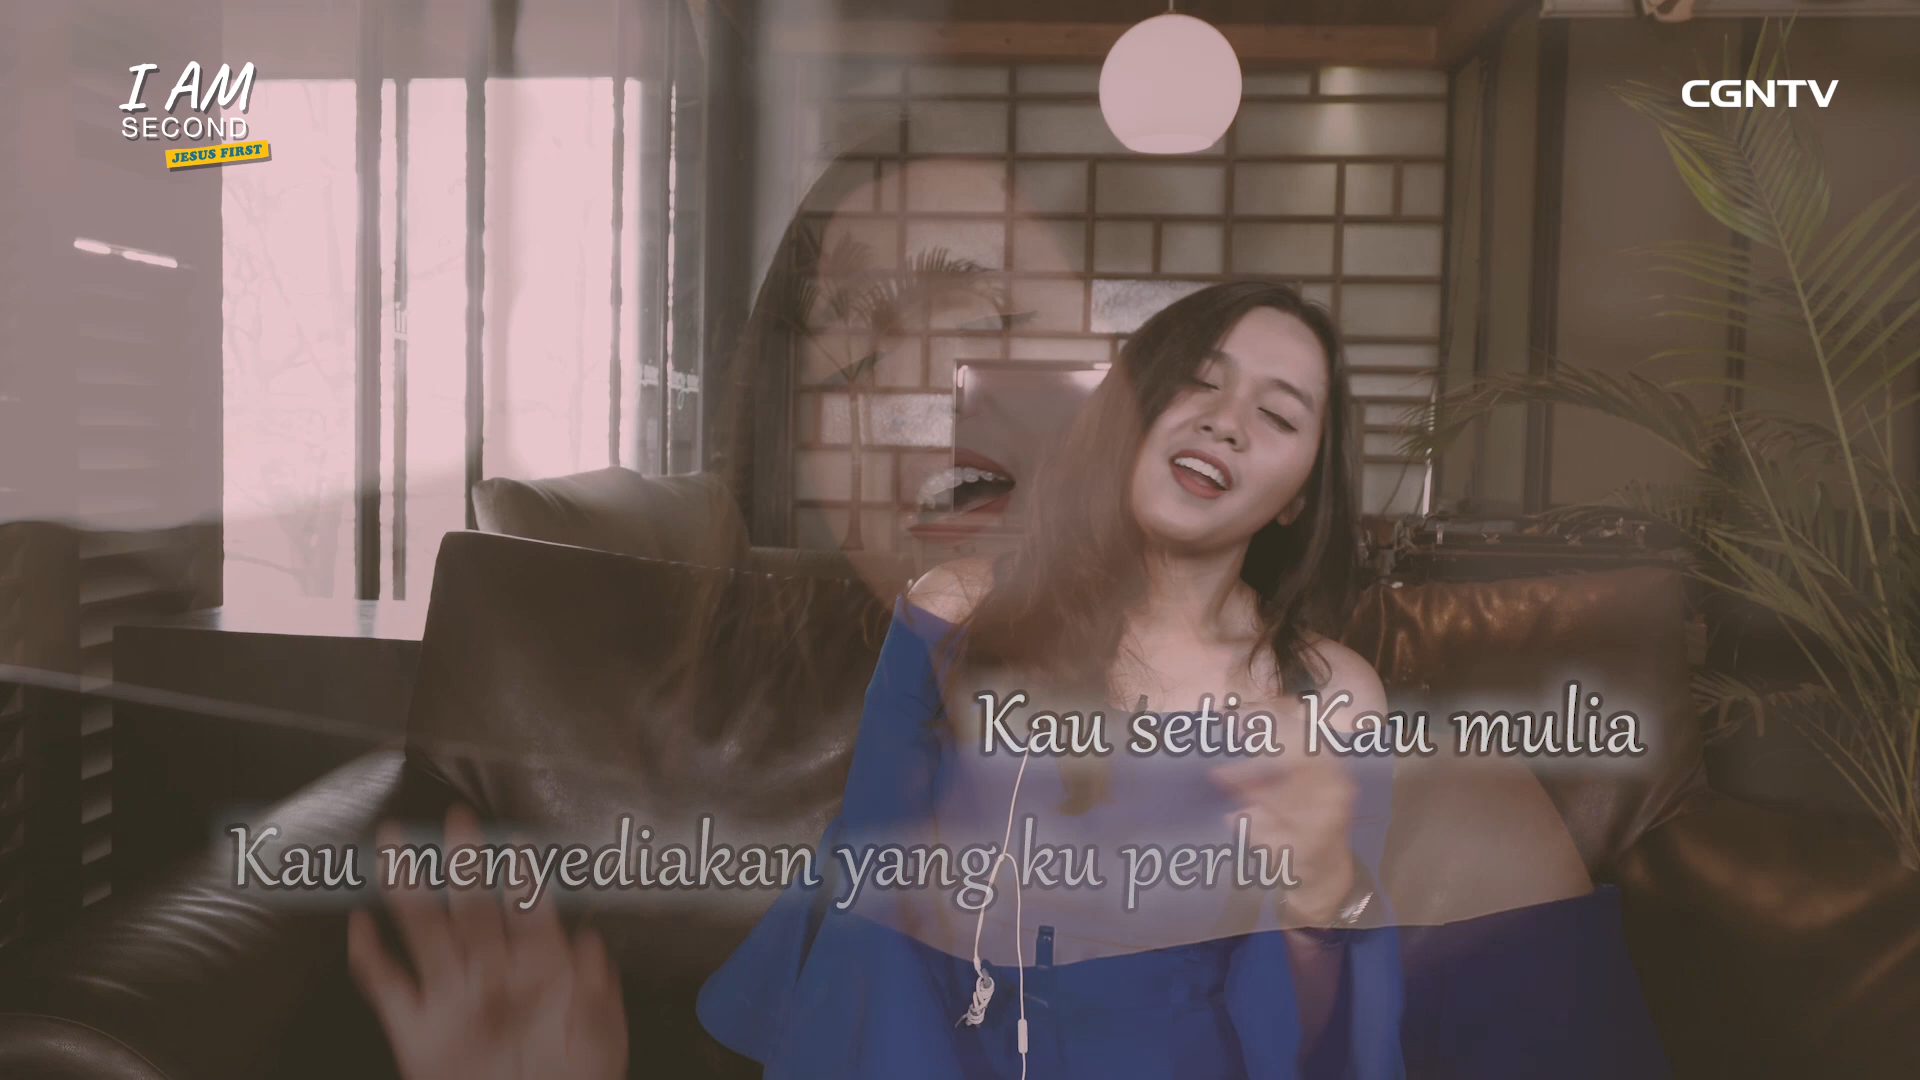 I AM
SECOND
JESUS FIRST
CGNTV
Kau setia Kau mulia
Kau menyediakan yang ku perlu